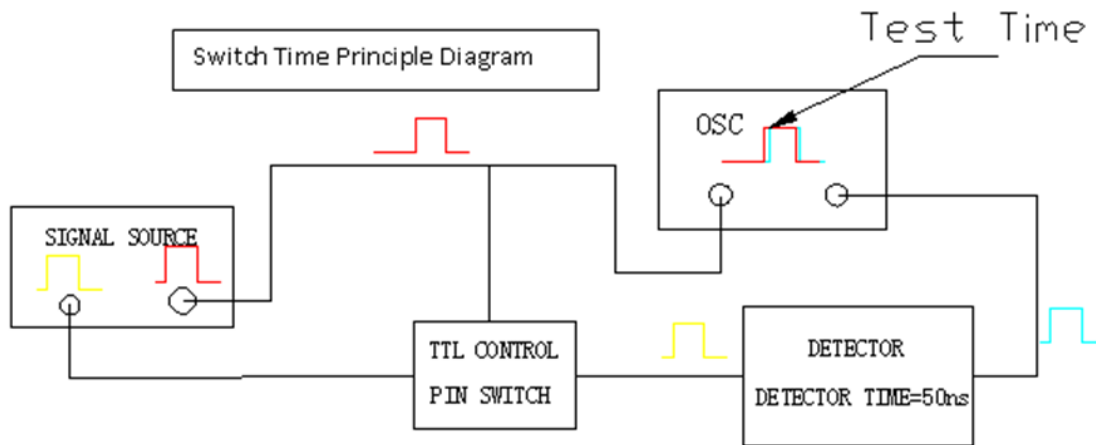 Switch Time Principle Diagram
Test Time
OSC
SIGNAL SOURCE
TTL CONTROL
PIN SWITCH
DETECTOR
DETECTOR TIME=50ns